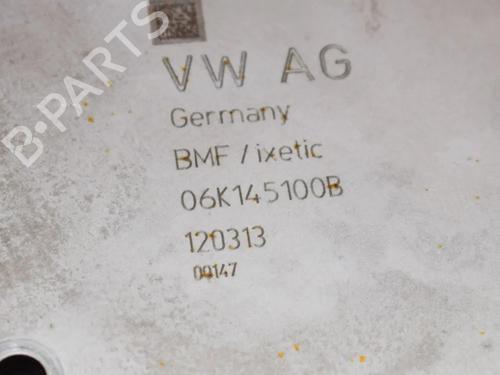 B-PARTS
VW AG
Germany
BMF / ixetic
06K145100B
120313
00147